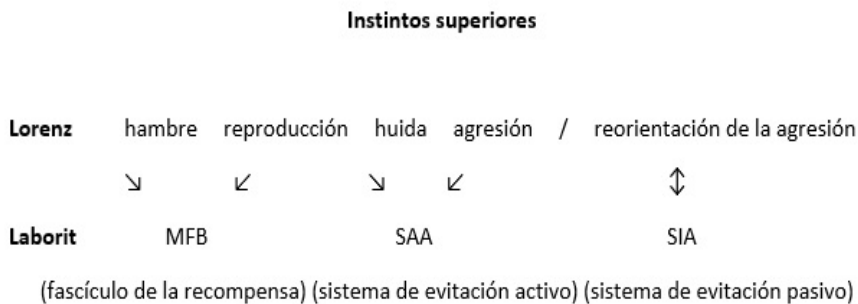 Instintos superiores
Lorenz hambre reproducción huida agresión / reorientación de la agresión
↘ ↙ ↘ ↙ ↕
Laborit MFB SAA SIA
(fascículo de la recompensa) (sistema de evitación activo) (sistema de evitación pasivo)